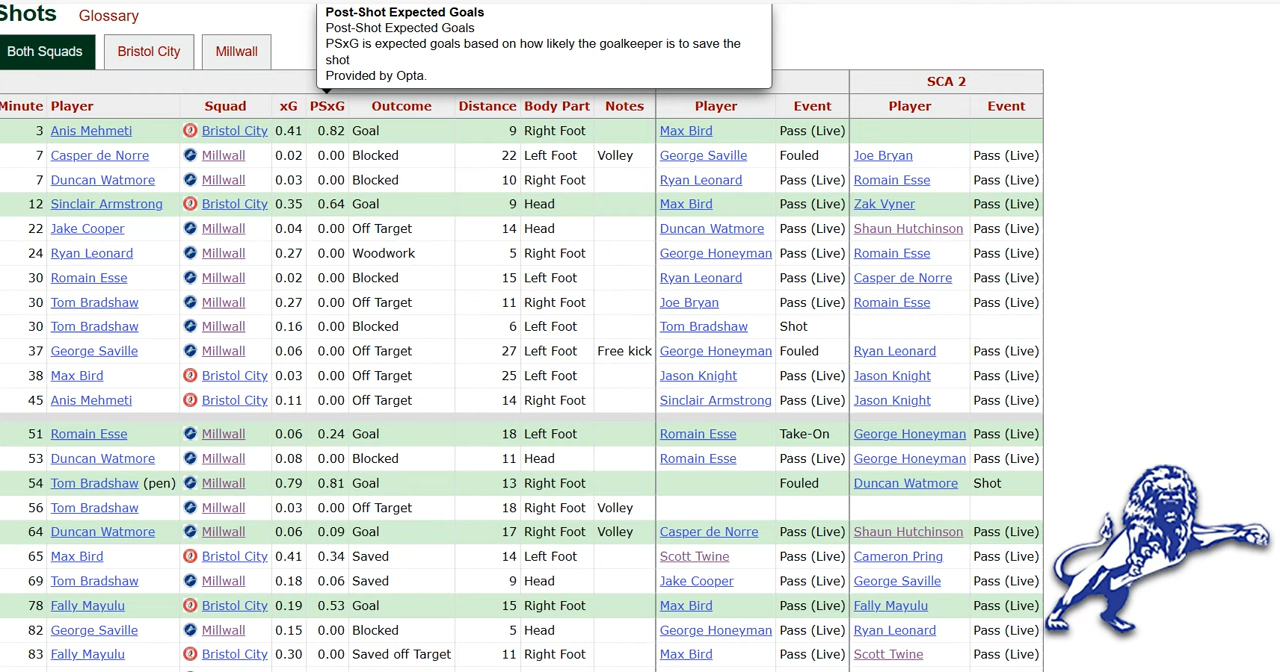 Shots Glossary
Post-Shot Expected Goals
Post-Shot Expected Goals
PSxG is expected goals based on how likely the goalkeeper is to save the
shot
Provided by Opta.
Both Squads Bristol City Millwall
SCA 2
Minute Player Squad xG PSxG Outcome Distance Body Part Notes Player Event Player Event
3 Anis Mehmeti Bristol City 0.41 0.82 Goal 9 Right Foot Max Bird Pass (Live)
7 Casper de Norre Millwall 0.02 0.00 Blocked 22 Left Foot Volley George Saville Fouled Joe Bryan Pass (Live)
7 Duncan Watmore Millwall 0.03 0.00 Blocked 10 Right Foot Ryan Leonard Pass (Live) Romain Esse Pass (Live)
12 Sinclair Armstrong Bristol City 0.35 0.64 Goal 9 Head Max Bird Pass (Live) Zak Vyner Pass (Live)
22 Jake Cooper Millwall 0.04 0.00 Off Target 14 Head Duncan Watmore Pass (Live) Shaun Hutchinson Pass (Live)
24 Ryan Leonard Millwall 0.27 0.00 Woodwork 5 Right Foot George Honeyman Pass (Live) Romain Esse Pass (Live)
30 Romain Esse Millwall 0.02 0.00 Blocked 15 Left Foot Ryan Leonard Pass (Live) Casper de Norre Pass (Live)
30 Tom Bradshaw Millwall 0.27 0.00 Off Target 11 Right Foot Joe Bryan Pass (Live) Romain Esse Pass (Live)
30 Tom Bradshaw Millwall 0.16 0.00 Blocked 6 Left Foot Tom Bradshaw Shot
37 George Saville Millwall 0.06 0.00 Off Target 27 Left Foot Free kick George Honeyman Fouled Ryan Leonard Pass (Live)
38 Max Bird Bristol City 0.03 0.00 Off Target 25 Left Foot Jason Knight Pass (Live) Jason Knight Pass (Live)
45 Anis Mehmeti Bristol City 0.11 0.00 Off Target 14 Right Foot Sinclair Armstrong Pass (Live) Jason Knight Pass (Live)
51 Romain Esse Millwall 0.06 0.24 Goal 18 Left Foot Romain Esse Take-On George Honeyman Pass (Live)
53 Duncan Watmore Millwall 0.08 0.00 Blocked 11 Head Romain Esse Pass (Live) George Honeyman Pass (Live)
54 Tom Bradshaw (pen) Millwall 0.79 0.81 Goal 13 Right Foot Fouled Duncan Watmore Shot
56 Tom Bradshaw Millwall 0.03 0.00 Off Target 18 Right Foot Volley
64 Duncan Watmore Millwall 0.06 0.09 Goal 17 Right Foot Volley Casper de Norre Pass (Live) Shaun Hutchinson Pass (Live)
65 Max Bird Bristol City 0.41 0.34 Saved 14 Left Foot Scott Twine Pass (Live) Cameron Pring Pass (Live)
69 Tom Bradshaw Millwall 0.18 0.06 Saved 9 Head Jake Cooper Pass (Live) George Saville Pass (Live)
78 Fally Mayulu Bristol City 0.19 0.53 Goal 15 Right Foot Max Bird Pass (Live) Fally Mayulu Pass (Live)
82 George Saville Millwall 0.15 0.00 Blocked 5 Head George Honeyman Pass (Live) Ryan Leonard Pass (Live)
83 Fally Mayulu Bristol City 0.30 0.00 Saved off Target 11 Right Foot Max Bird Pass (Live) Scott Twine Pass (Live)